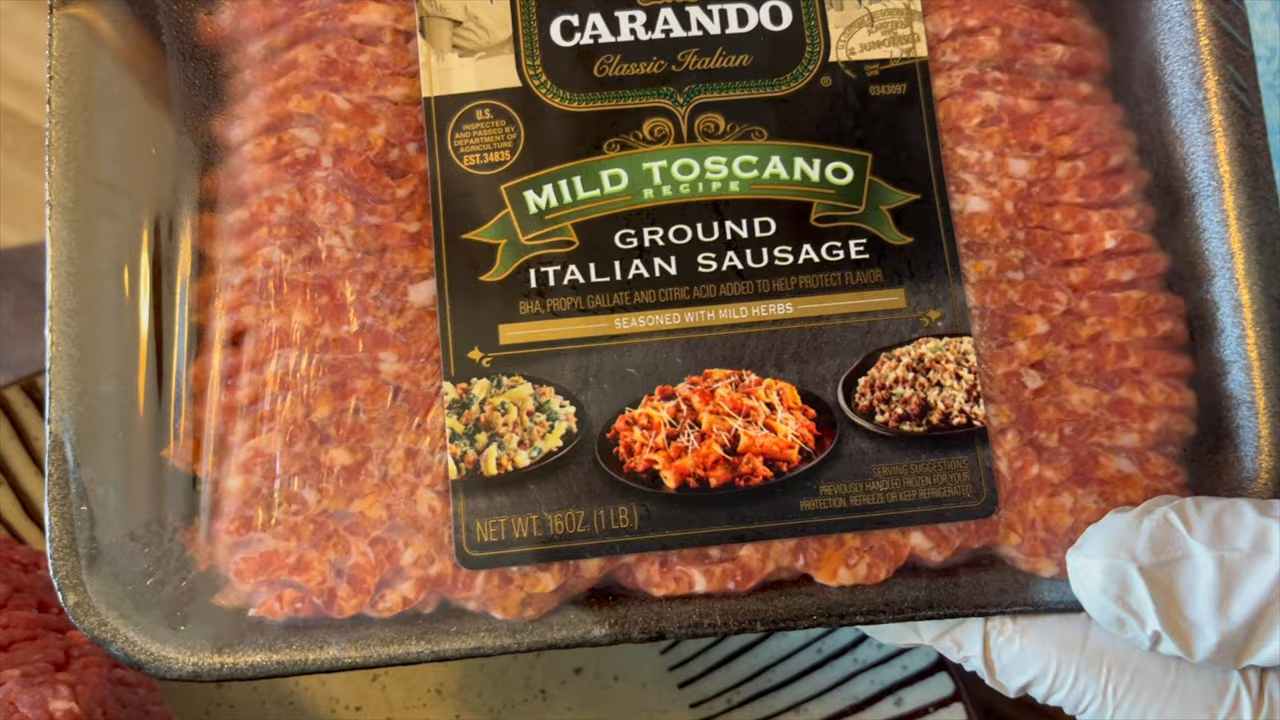 CARANDO
Classic Italian
®
0343097
U.S.
INSPECTED
AND PASSED BY
DEPARTMENT OF
AGRICULTURE
EST.34835
MILD TOSCANO
RECIPE
GROUND
ITALIAN SAUSAGE
BHA, PROPYL GALLATE AND CITRIC ACID ADDED TO HELP PROTECT FLAVOR
SEASONED WITH MILD HERBS
SERVING SUGGESTIONS
PREVIOUSLY HANDLED FROZEN FOR YOUR
PROTECTION, REFREEZE OR KEEP REFRIGERATED
NET WT. 16OZ. (1 LB.)